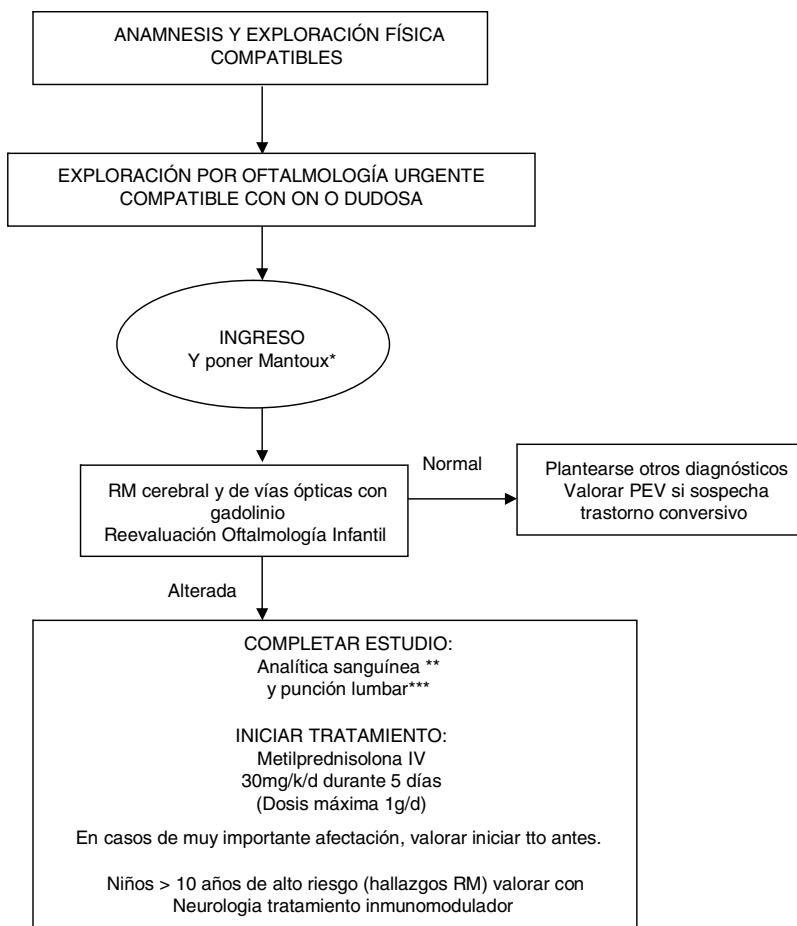 ANAMNESIS Y EXPLORACIÓN FÍSICA
COMPATIBLES
EXPLORACIÓN POR OFTALMOLOGÍA URGENTE
COMPATIBLE CON ON O DUDOSA
INGRESO
Y poner Mantoux*
RM cerebral y de vías ópticas con
gadolinio
Reevaluación Oftalmología Infantil
Normal
Plantearse otros diagnósticos
Valorar PEV si sospecha
trastorno conversivo
Alterada
COMPLETAR ESTUDIO:
Analítica sanguínea **
y punción lumbar***
INICIAR TRATAMIENTO:
Metilprednisolona IV
30mg/k/d durante 5 días
(Dosis máxima 1g/d)
En casos de muy importante afectación, valorar iniciar tto antes.
Niños > 10 años de alto riesgo (hallazgos RM) valorar con
Neurologia tratamiento inmunomodulador